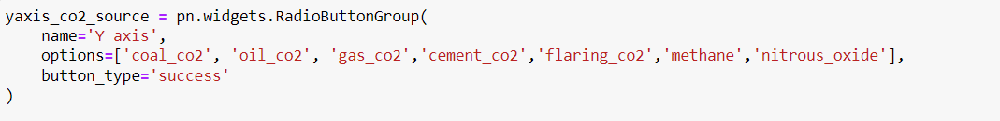 yaxis_co2_source = pn.widgets.RadioButtonGroup(
    name='Y axis',
    options=['coal_co2', 'oil_co2', 'gas_co2','cement_co2','flaring_co2','methane','nitrous_oxide'],
    button_type='success'
)